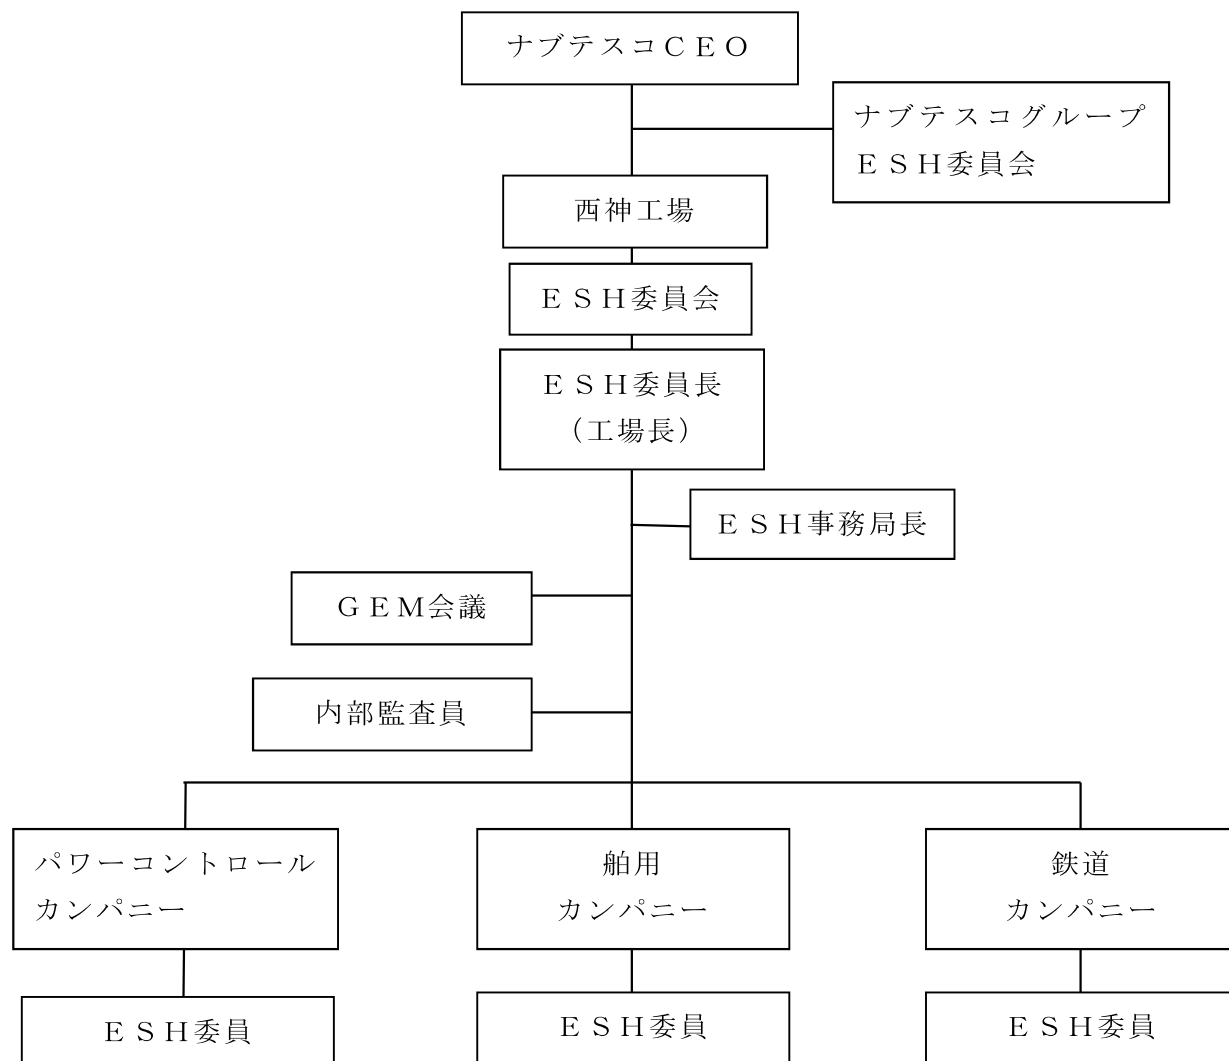 ナブテスコＣＥＯ
ナブテスコグループ
ＥＳＨ委員会
西神工場
ＥＳＨ委員会
ＥＳＨ委員長
（工場長）
ＥＳＨ事務局長
ＧＥＭ会議
内部監査員
パワーコントロール
カンパニー
舶用
カンパニー
鉄道
カンパニー
ＥＳＨ委員
ＥＳＨ委員
ＥＳＨ委員